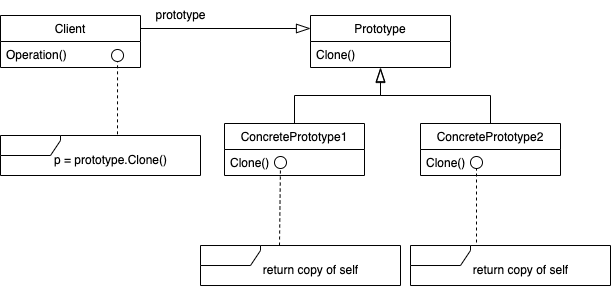 prototype
Client
Prototype
Operation()
Clone()
ConcretePrototype1
ConcretePrototype2
p = prototype.Clone()
Clone()
Clone()
return copy of self
return copy of self